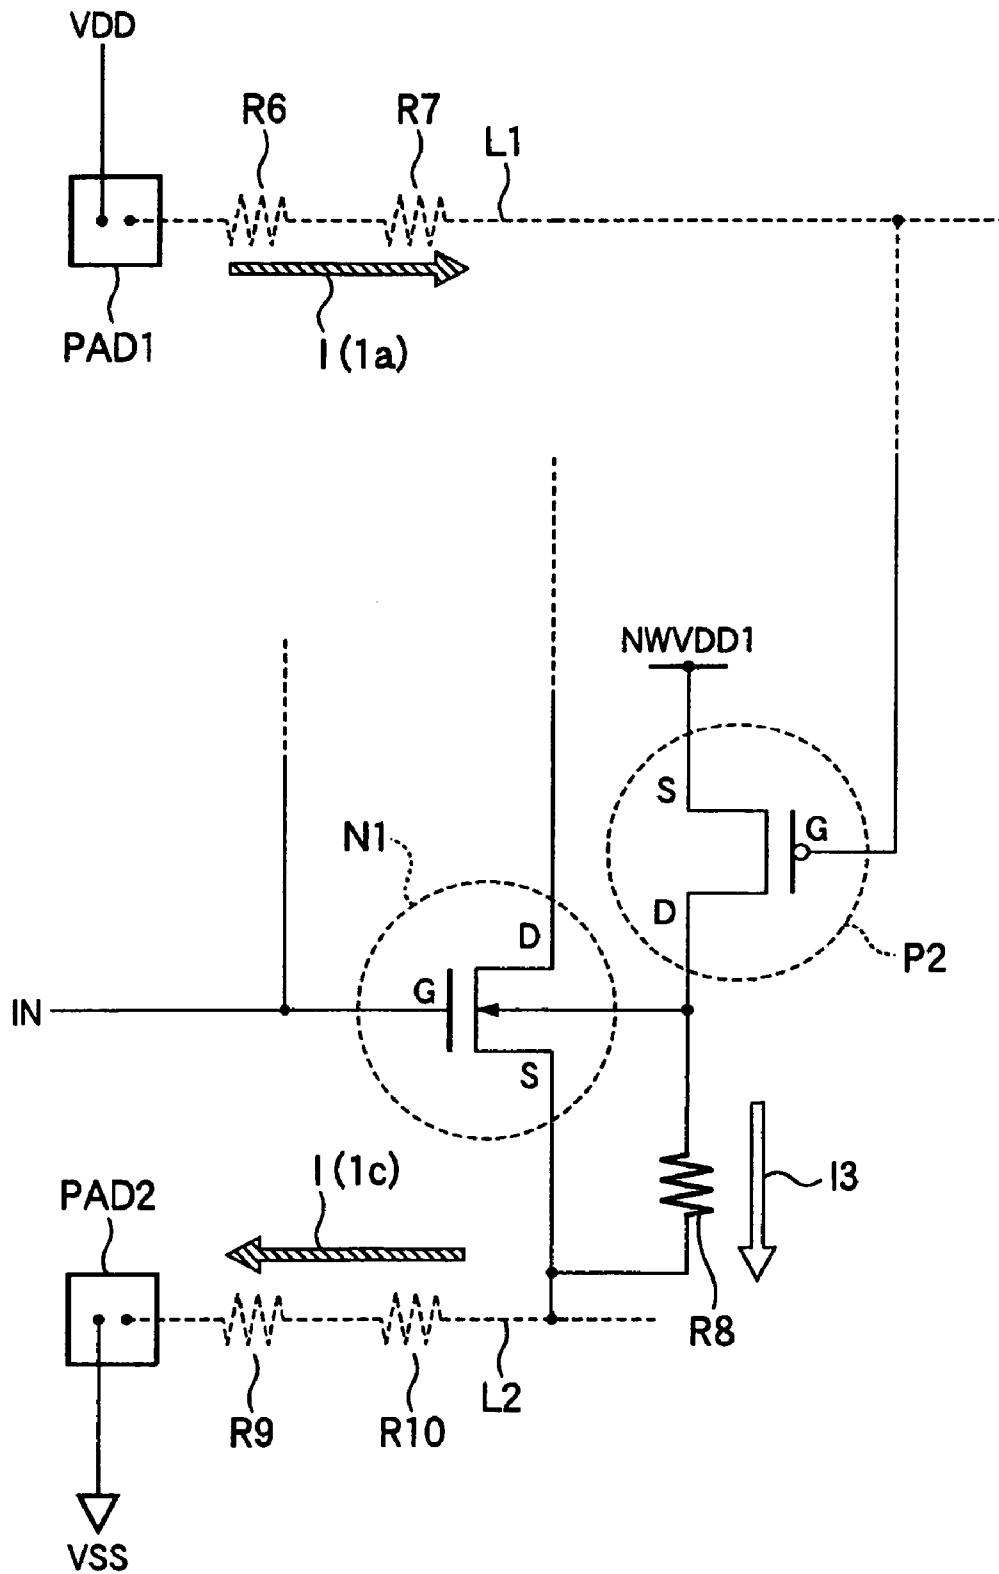 VDD
R6
R7
L1
PAD1
I (1a)
NWVDD1
S
G
N1
D
D
P2
G
IN
S
I (1c)
I3
PAD2
R8
L2
R9
R10
VSS